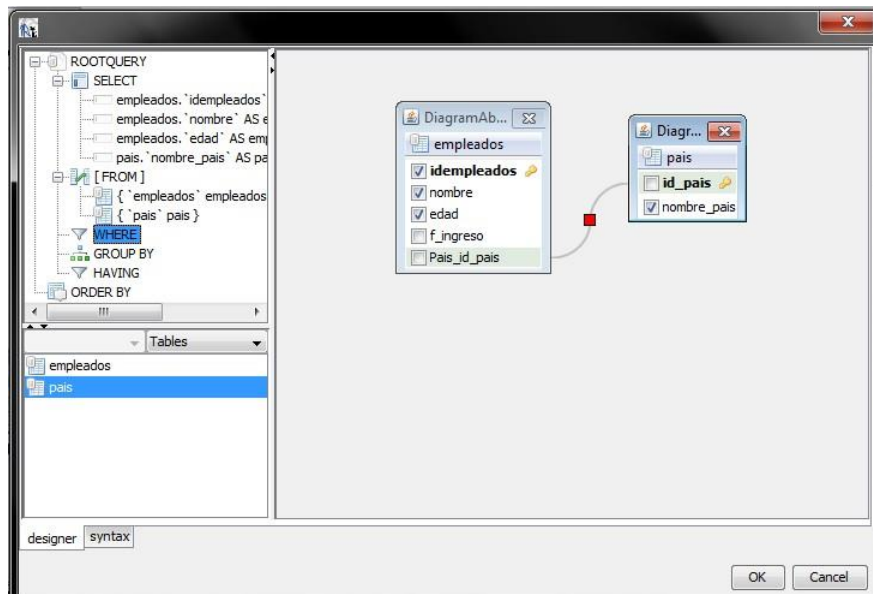 ROOTQUERY
SELECT
empleados.`idempleados`
empleados.`nombre` AS e
empleados.`edad` AS em
pais.`nombre_pais` AS pa
[ FROM ]
{ `empleados` empleados
{ `pais` pais }
WHERE
GROUP BY
HAVING
ORDER BY
Tables
empleados
pais
designer
syntax
DiagramAb...
empleados
idempleados
nombre
edad
f_ingreso
Pais_id_pais
Diagr...
pais
id_pais
nombre_pais
OK
Cancel